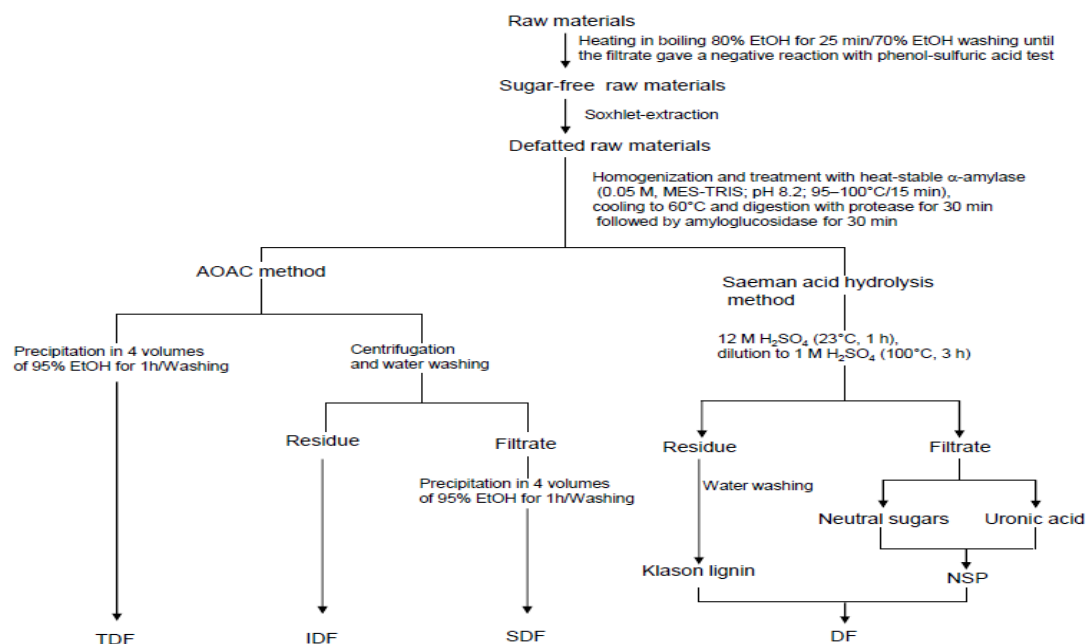 Raw materials
Heating in boiling 80% EtOH for 25 min/70% EtOH washing until
the filtrate gave a negative reaction with phenol-sulfuric acid test
Sugar-free raw materials
Soxhlet-extraction
Defatted raw materials
Homogenization and treatment with heat-stable α-amylase
(0.05 M, MES-TRIS; pH 8.2; 95–100°C/15 min),
cooling to 60°C and digestion with protease for 30 min
followed by amyloglucosidase for 30 min
AOAC method
Saeman acid hydrolysis
method
Precipitation in 4 volumes
of 95% EtOH for 1h/Washing
Centrifugation
and water washing
12 M H₂SO₄ (23°C, 1 h),
dilution to 1 M H₂SO₄ (100°C, 3 h)
Residue
Filtrate
Residue
Filtrate
Precipitation in 4 volumes
of 95% EtOH for 1h/Washing
Water washing
Neutral sugars
Uronic acid
Klason lignin
NSP
TDF
IDF
SDF
DF